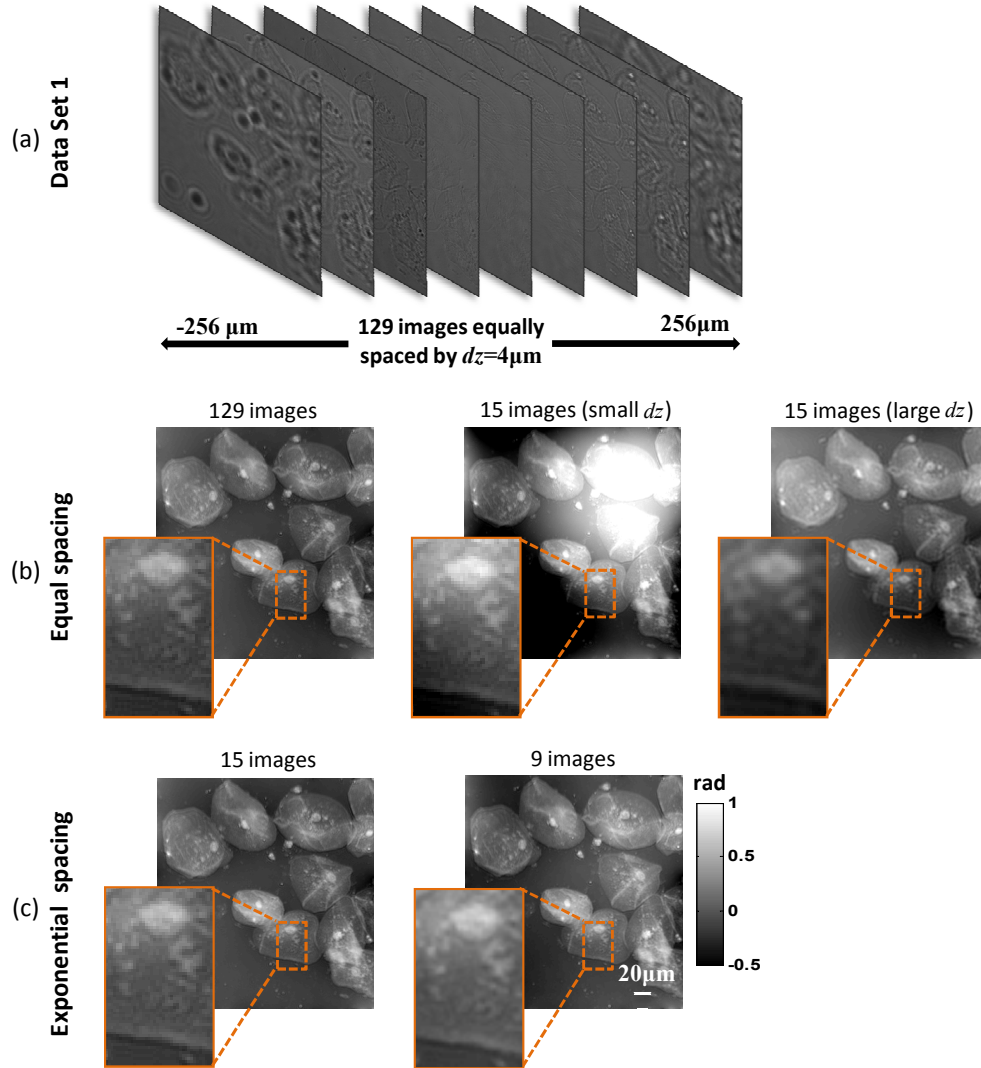 (a)
Data Set 1
-256 μm
129 images equally
spaced by dz=4μm
256μm
129 images
15 images (small dz)
15 images (large dz)
(b)
Equal spacing
15 images
9 images
(c)
Exponential spacing
20μm
rad
1
0.5
0
-0.5